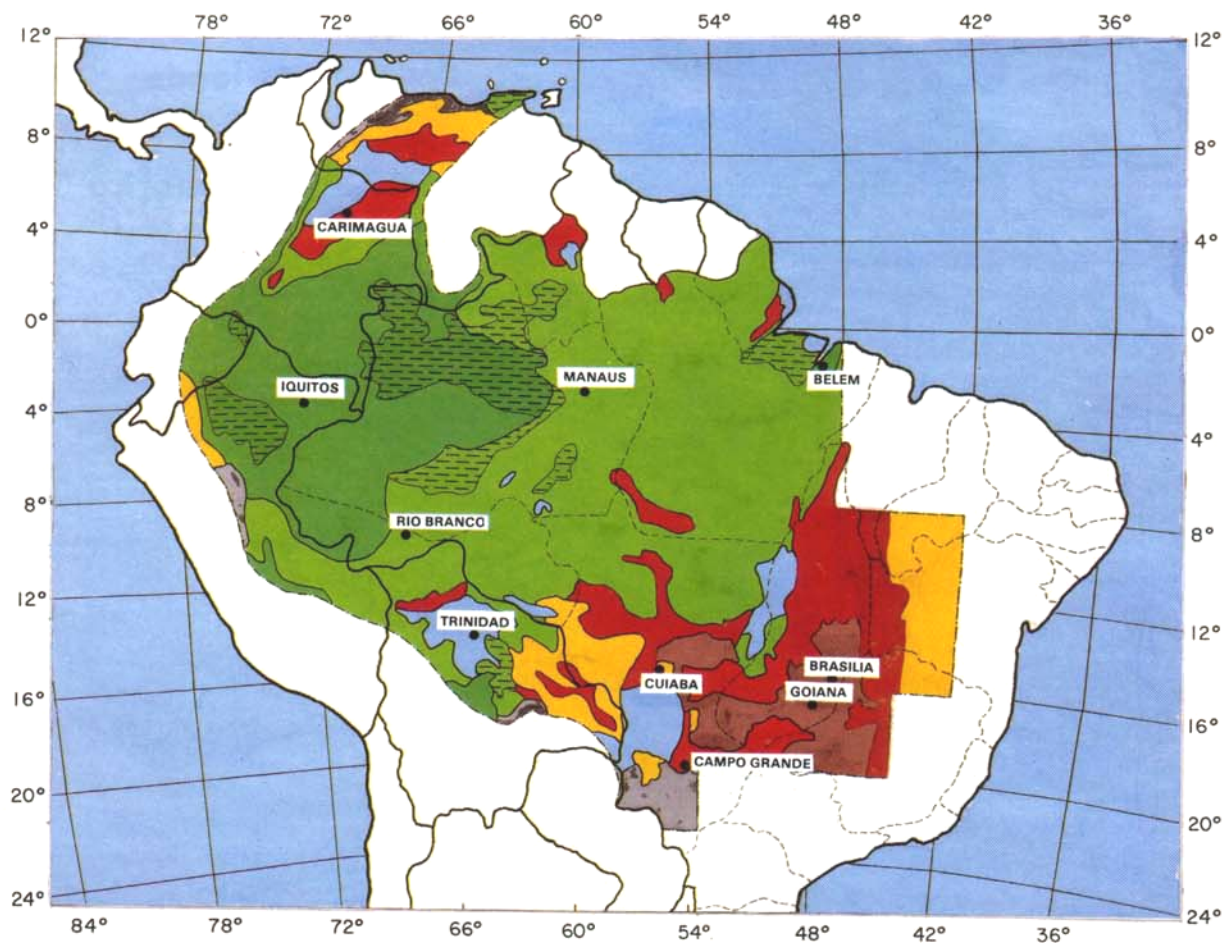 78° 72° 66° 60° 54° 48° 42° 36°
12° 12°
8° 8°
CARIMAGUA
4° 4°
0° 0°
IQUITOS MANAUS BELEM
4° 4°
8° 8°
RIO BRANCO
12° 12°
TRINIDAD
BRASILIA
CUIABA
GOIANA
16° 16°
CAMPO GRANDE
20° 20°
24° 24°
84° 78° 72° 66° 60° 54° 48° 42° 36°